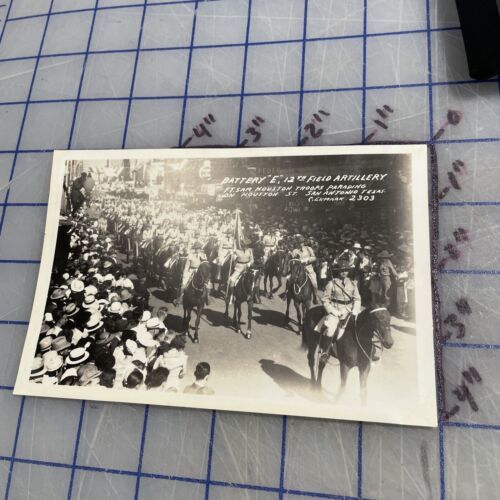 4" 3" 2" 1" 0
BATTERY "E," 12TH FIELD ARTILLERY
FT. SAM HOUSTON TROOPS PARADING
ON HOUSTON ST. SAN ANTONIO TEXAS.
2303
1"
2"
3"
4"